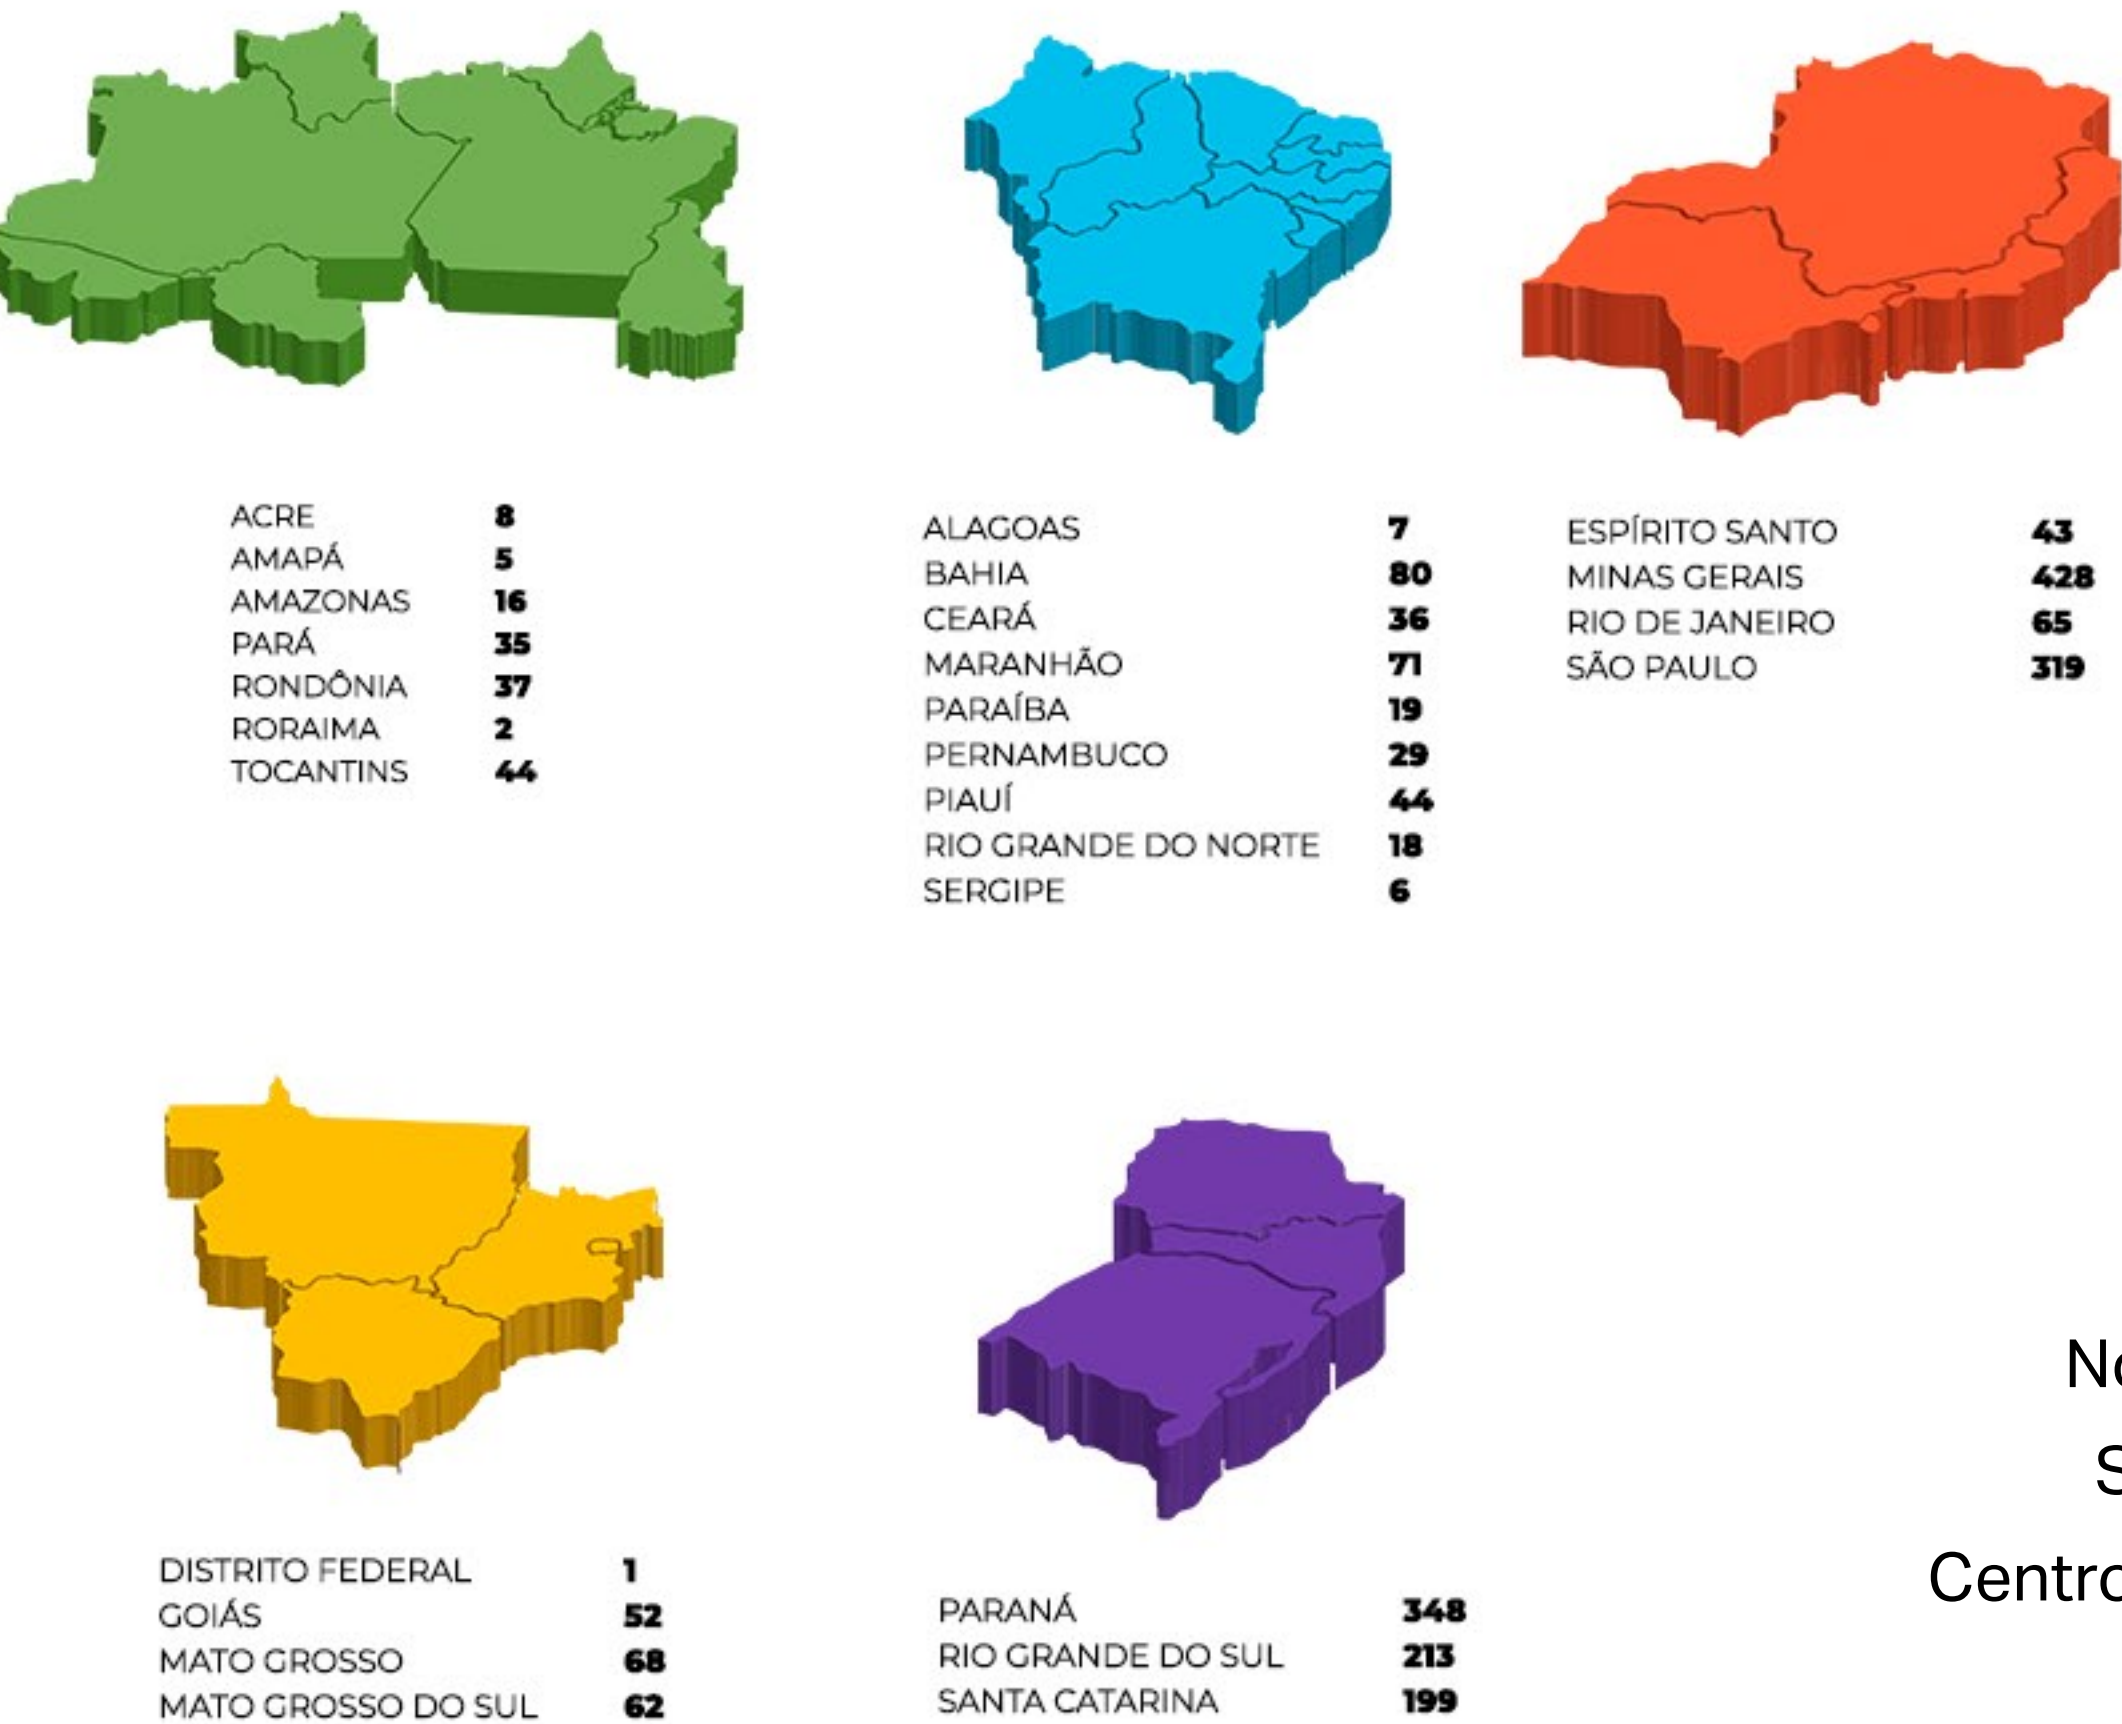 ACRE 8
AMAPÁ 5
AMAZONAS 16
PARÁ 35
RONDÔNIA 37
RORAIMA 2
TOCANTINS 44
ALAGOAS 7
BAHIA 80
CEARÁ 36
MARANHÃO 71
PARAÍBA 19
PERNAMBUCO 29
PIAUÍ 44
RIO GRANDE DO NORTE 18
SERGIPE 6
ESPÍRITO SANTO 43
MINAS GERAIS 428
RIO DE JANEIRO 65
SÃO PAULO 319
DISTRITO FEDERAL 1
GOIÁS 52
MATO GROSSO 68
MATO GROSSO DO SUL 62
PARANÁ 348
RIO GRANDE DO SUL 213
SANTA CATARINA 199